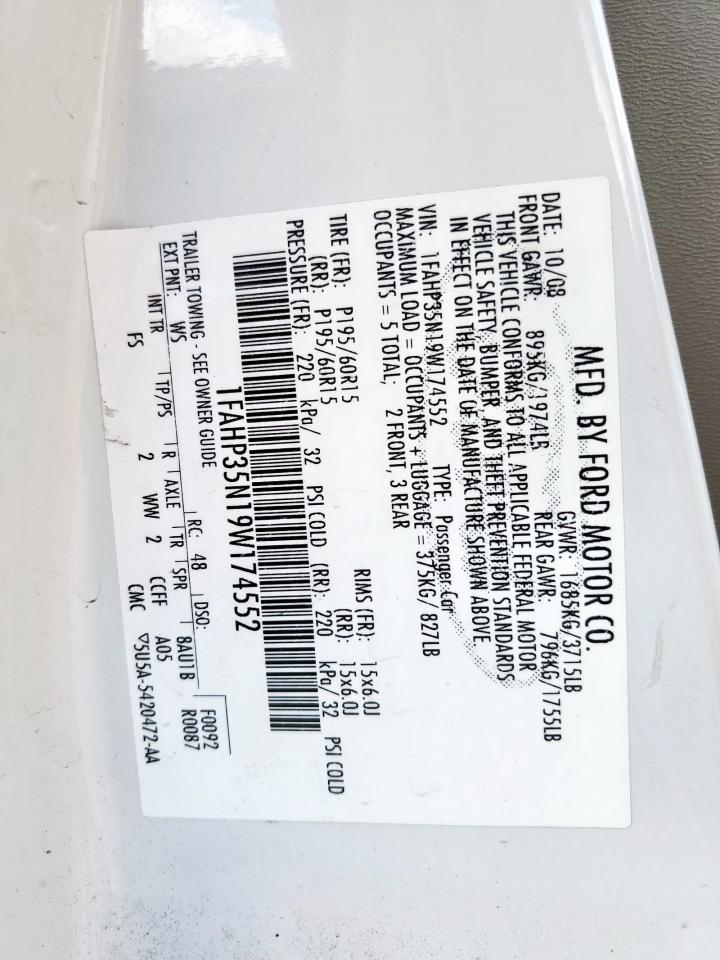 MFD. BY FORD MOTOR CO.
DATE: 10/08 GVWR: 1685KG/3715LB
FRONT GAWR: 895KG/1974LB REAR GAWR: 796KG/1755LB
THIS VEHICLE CONFORMS TO ALL APPLICABLE FEDERAL MOTOR
VEHICLE SAFETY, BUMPER, AND THEFT PREVENTION STANDARDS
IN EFFECT ON THE DATE OF MANUFACTURE SHOWN ABOVE
VIN: 1FAHP35N19W174552 TYPE: Passenger Car
MAXIMUM LOAD = OCCUPANTS + LUGGAGE = 375KG/ 827LB
OCCUPANTS = 5 TOTAL; 2 FRONT, 3 REAR
TIRE (FR): P195/60R15 RIMS (FR): 15x6.0J
(RR): P195/60R15 (RR): 15x6.0J
PRESSURE (FR): 220 kPa/ 32 PSI COLD (RR): 220 kPa/ 32 PSI COLD
1FAHP35N19W174552
TRAILER TOWING - SEE OWNER GUIDE F0092
EXT PNT: WS RC: 48 DSO: R0087
INT TR TP/PS R AXLE TR SPR 8AU1B
FS 2 WW 2 CCFF A05
CMC ▽5U5A-5420472-AA